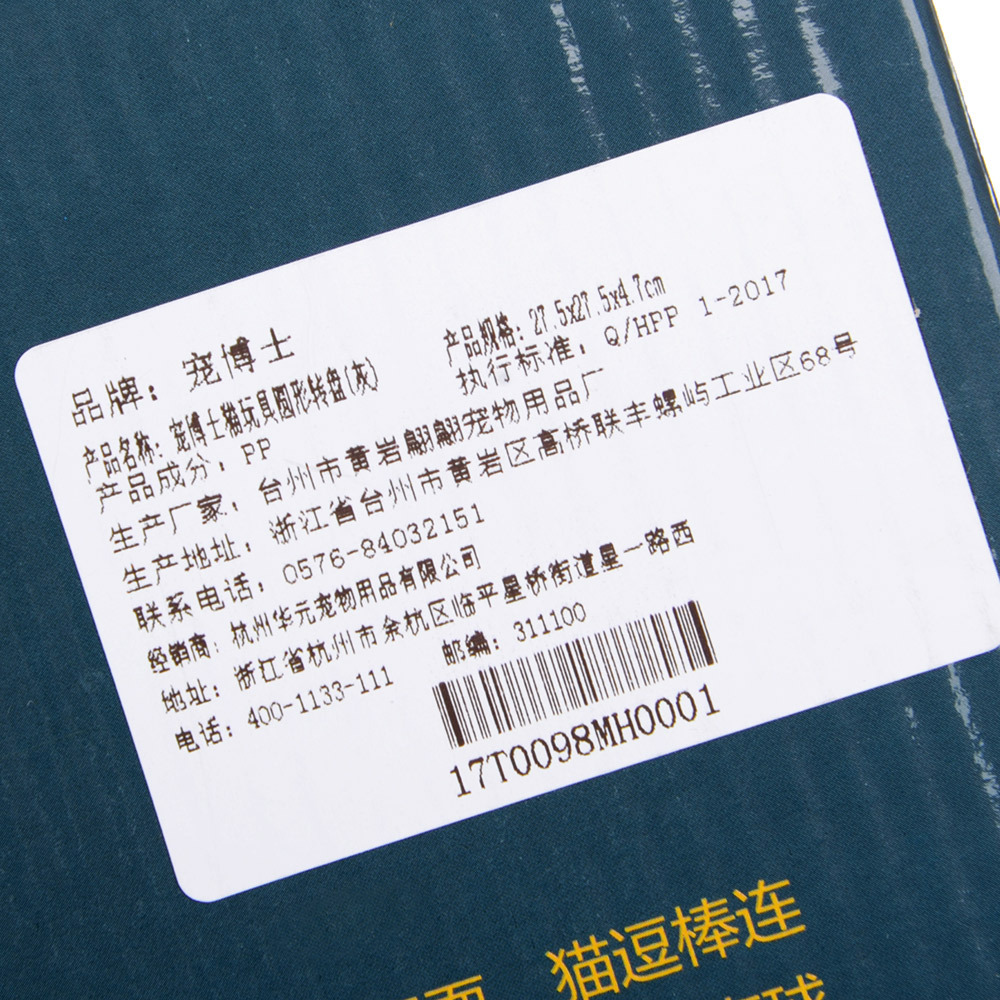 品牌：宠博士
产品规格：27.5x27.5x4.7cm
产品名称：宠博士猫玩具圆形转盘(灰)
执行标准：Q/HPP 1-2017
产品成分：PP
生产厂家：台州市黄岩翩翩宠物用品厂
生产地址：浙江省台州市黄岩区高桥联丰螺屿工业区68号
联系电话：0576-84032151
经销商：杭州华元宠物用品有限公司
地址：浙江省杭州市余杭区临平星桥街道星一路西
电话：400-1133-111
邮编：311100
17T0098MH0001
猫逗棒连